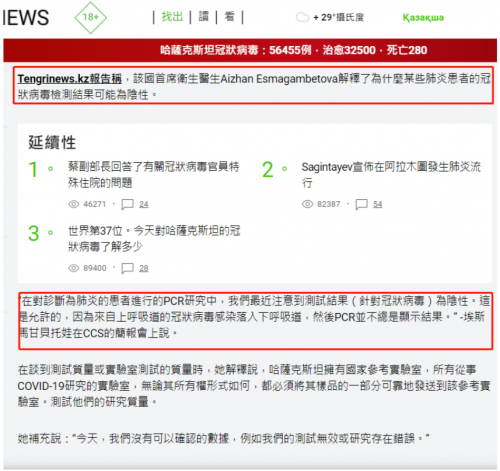 NEWS
18+
| 找出 | 讀 | 看 |
+ 29°攝氏度
Қазақша
哈薩克斯坦冠狀病毒：56455例，治愈32500，死亡280
Tengrinews.kz報告稱，該國首席衛生醫生Aizhan Esmagambetova解釋了為什麼某些肺炎患者的冠
狀病毒檢測結果可能為陰性。
延續性
1
蔡副部長回答了有關冠狀病毒官員特
殊住院的問題
46271 · 24
2
Sagintayev宣佈在阿拉木圖發生肺炎流
行
82387 · 54
3
世界第37位。今天對哈薩克斯坦的冠
狀病毒了解多少
89400 · 28
“在對診斷為肺炎的患者進行的PCR研究中，我們最近注意到測試結果（針對冠狀病毒）為陰性。這
是允許的，因為來自上呼吸道的冠狀病毒感染落入下呼吸道，然後PCR並不總是顯示結果。” -埃斯
馬甘貝托娃在CCS的簡報會上說。
在談到測試質量或實驗室測試的質量時，她解釋說，哈薩克斯坦擁有國家參考實驗室，所有從事
COVID-19研究的實驗室，無論其所有權形式如何，都必須將其樣品的一部分可靠地發送到該參考實
驗室。測試他們的研究質量。
她補充說：“今天，我們沒有可以確認的數據，例如我們的測試無效或研究存在錯誤。”